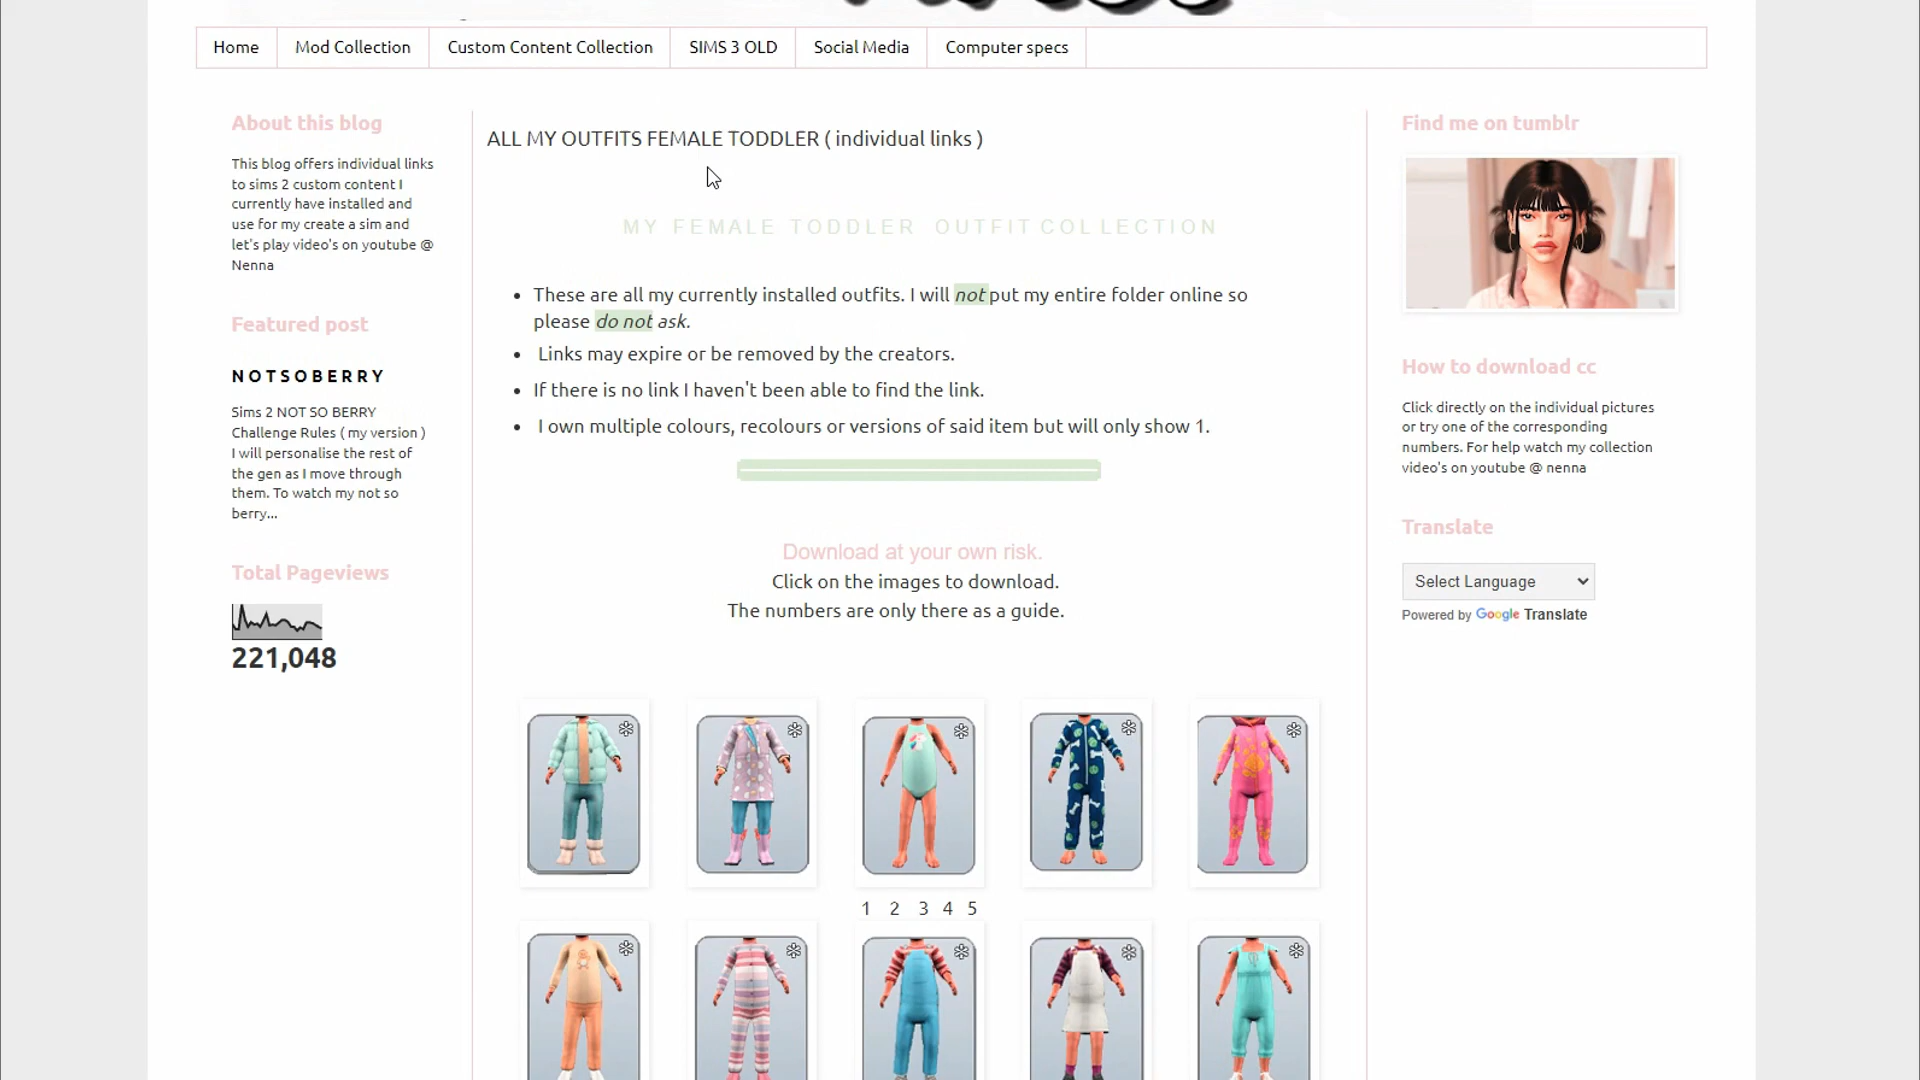 Home Mod Collection Custom Content Collection SIMS 3 OLD Social Media Computer specs
About this blog
This blog offers individual links
to sims 2 custom content I
currently have installed and
use for my create a sim and
let's play video's on youtube @
Nenna
Featured post
NOTSOBERRY
Sims 2 NOT SO BERRY
Challenge Rules ( my version )
I will personalise the rest of
the gen as I move through
them. To watch my not so
berry...
Total Pageviews
221,048
ALL MY OUTFITS FEMALE TODDLER ( individual links )
MY FEMALE TODDLER OUTFIT COLLECTION
• These are all my currently installed outfits. I will not put my entire folder online so
please do not ask.
• Links may expire or be removed by the creators.
• If there is no link I haven't been able to find the link.
• I own multiple colours, recolours or versions of said item but will only show 1.
Download at your own risk.
Click on the images to download.
The numbers are only there as a guide.
1 2 3 4 5
Find me on tumblr
How to download cc
Click directly on the individual pictures
or try one of the corresponding
numbers. For help watch my collection
video's on youtube @ nenna
Translate
Select Language
Powered by Google Translate